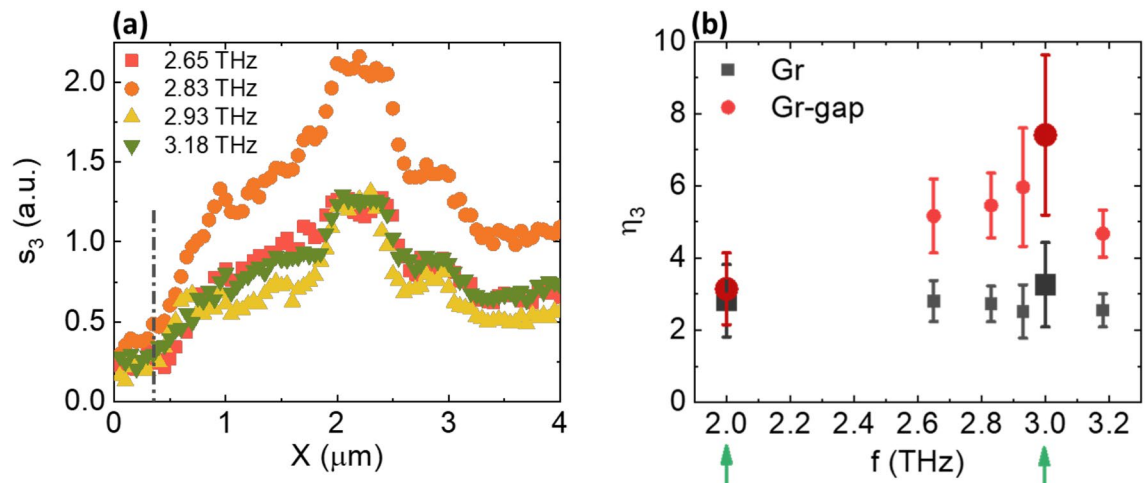 (a)
2.65 THz
2.83 THz
2.93 THz
3.18 THz
2.0
1.5
1.0
0.5
0.0
s₃ (a.u.)
0 1 2 3 4
X (μm)
(b)
Gr
Gr-gap
10
8
6
4
2
0
η₃
2.0 2.2 2.4 2.6 2.8 3.0 3.2
f (THz)